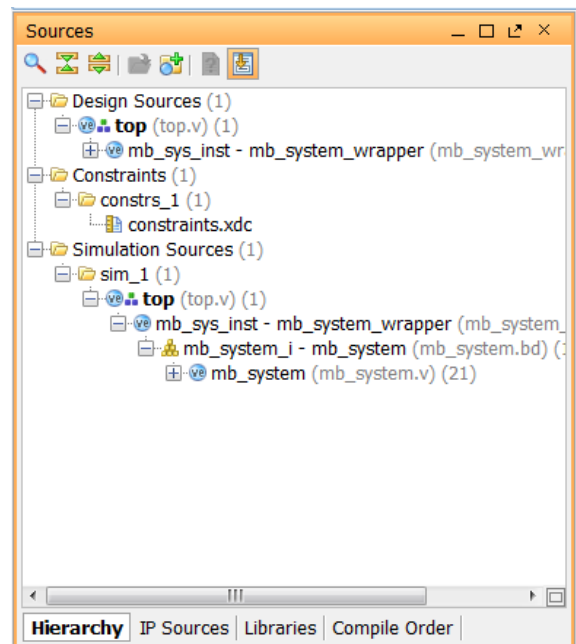 Sources
Design Sources (1)
top (top.v) (1)
mb_sys_inst - mb_system_wrapper (mb_system_wr
Constraints (1)
constrs_1 (1)
constraints.xdc
Simulation Sources (1)
sim_1 (1)
top (top.v) (1)
mb_sys_inst - mb_system_wrapper (mb_system_
mb_system_i - mb_system (mb_system.bd) (1
mb_system (mb_system.v) (21)
Hierarchy IP Sources Libraries Compile Order